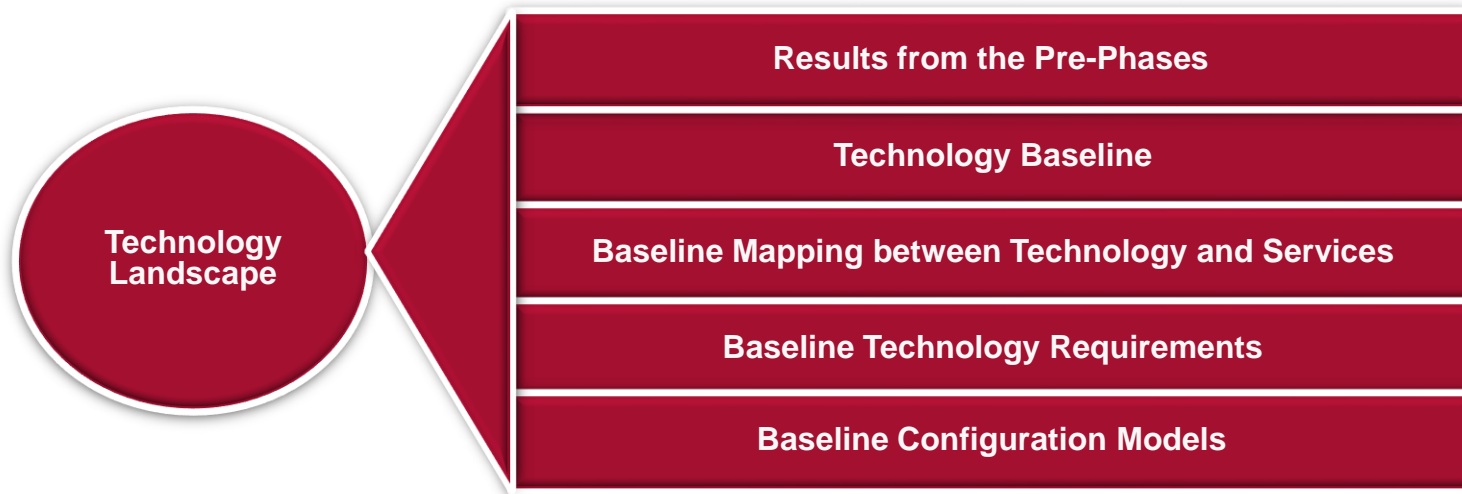 Technology
Landscape
Results from the Pre-Phases
Technology Baseline
Baseline Mapping between Technology and Services
Baseline Technology Requirements
Baseline Configuration Models